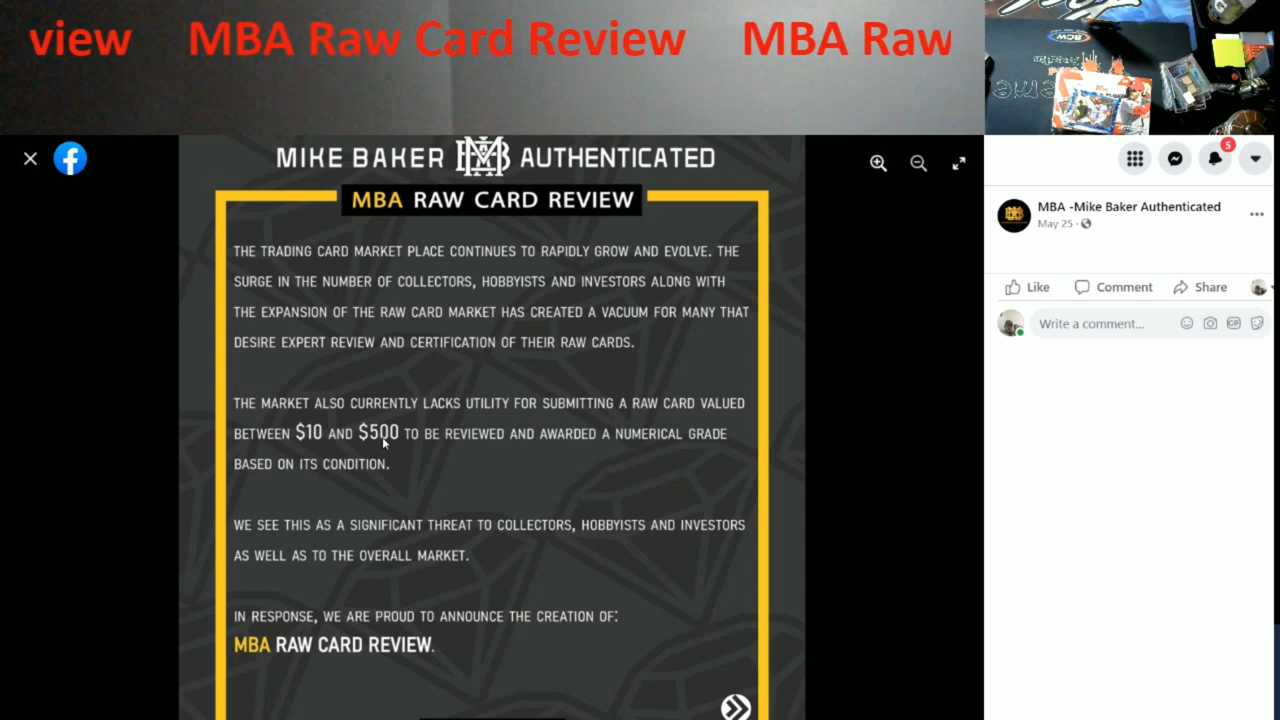 view MBA Raw Card Review MBA Raw
MIKE BAKER MBA AUTHENTICATED
MBA RAW CARD REVIEW
THE TRADING CARD MARKET PLACE CONTINUES TO RAPIDLY GROW AND EVOLVE. THE
SURGE IN THE NUMBER OF COLLECTORS, HOBBYISTS AND INVESTORS ALONG WITH
THE EXPANSION OF THE RAW CARD MARKET HAS CREATED A VACUUM FOR MANY THAT
DESIRE EXPERT REVIEW AND CERTIFICATION OF THEIR RAW CARDS.
THE MARKET ALSO CURRENTLY LACKS UTILITY FOR SUBMITTING A RAW CARD VALUED
BETWEEN $10 AND $500 TO BE REVIEWED AND AWARDED A NUMERICAL GRADE
BASED ON ITS CONDITION.
WE SEE THIS AS A SIGNIFICANT THREAT TO COLLECTORS, HOBBYISTS AND INVESTORS
AS WELL AS TO THE OVERALL MARKET.
IN RESPONSE, WE ARE PROUD TO ANNOUNCE THE CREATION OF:
MBA RAW CARD REVIEW.
5
MBA -Mike Baker Authenticated
May 25
Like Comment Share
Write a comment...
GIF